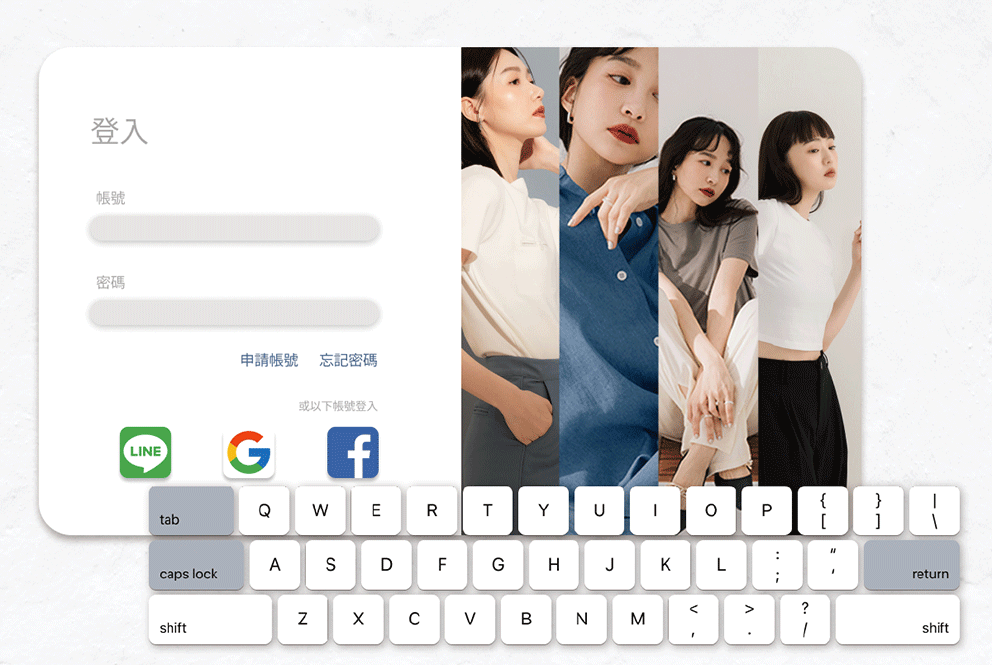 登入
帳號
密碼
申請帳號 忘記密碼
或以下帳號登入
LINE G f
tab Q W E R T Y U I O P { [ } ] | \
caps lock A S D F G H J K L : ; " ' return
shift Z X C V B N M < , > . ? / shift